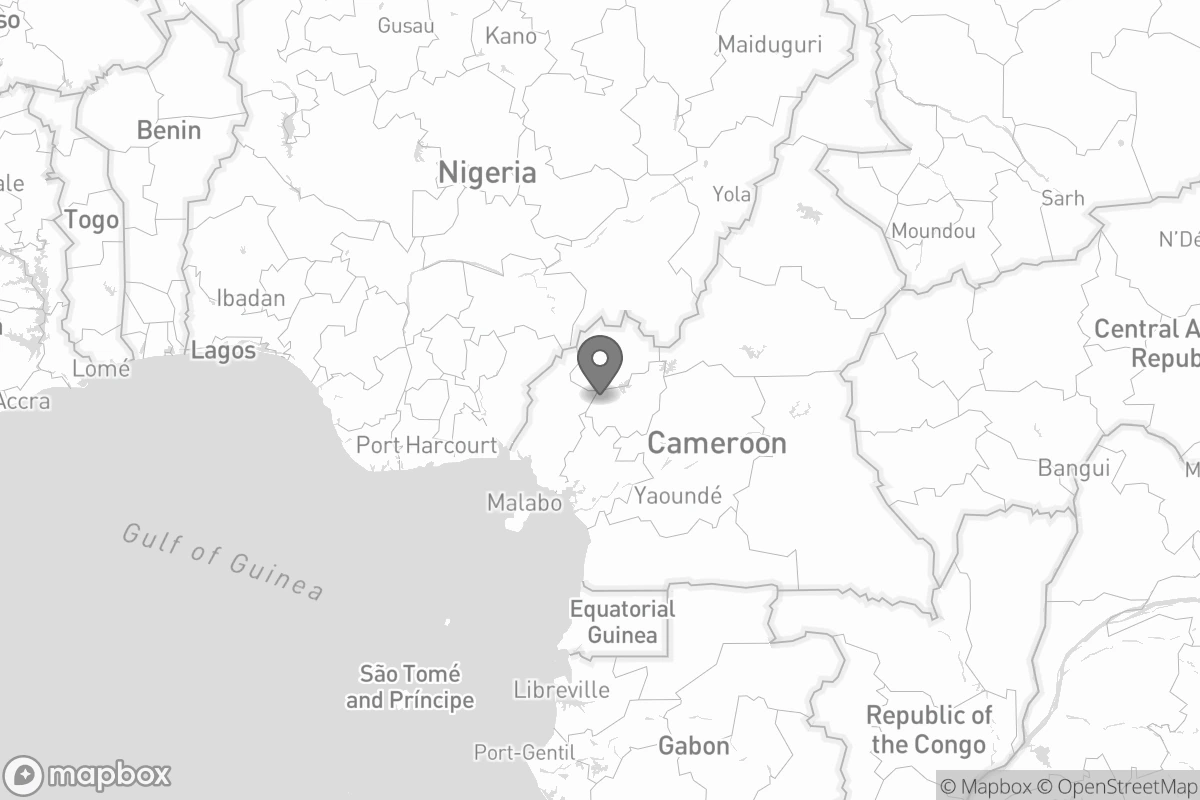 so
Gusau
Kano
Maiduguri
Benin
Nigeria
ale
Yola
Sarh
Togo
Moundou
N'Dé
Ibadan
n
Central A
Republ
Lagos
Lomé
Accra
Port Harcourt
Cameroon
Bangui
M
Malabo
Yaoundé
Gulf of Guinea
Equatorial
Guinea
São Tomé
and Príncipe
Libreville
Republic of
the Congo
Port-Gentil
Gabon
mapbox
© Mapbox © OpenStreetMap